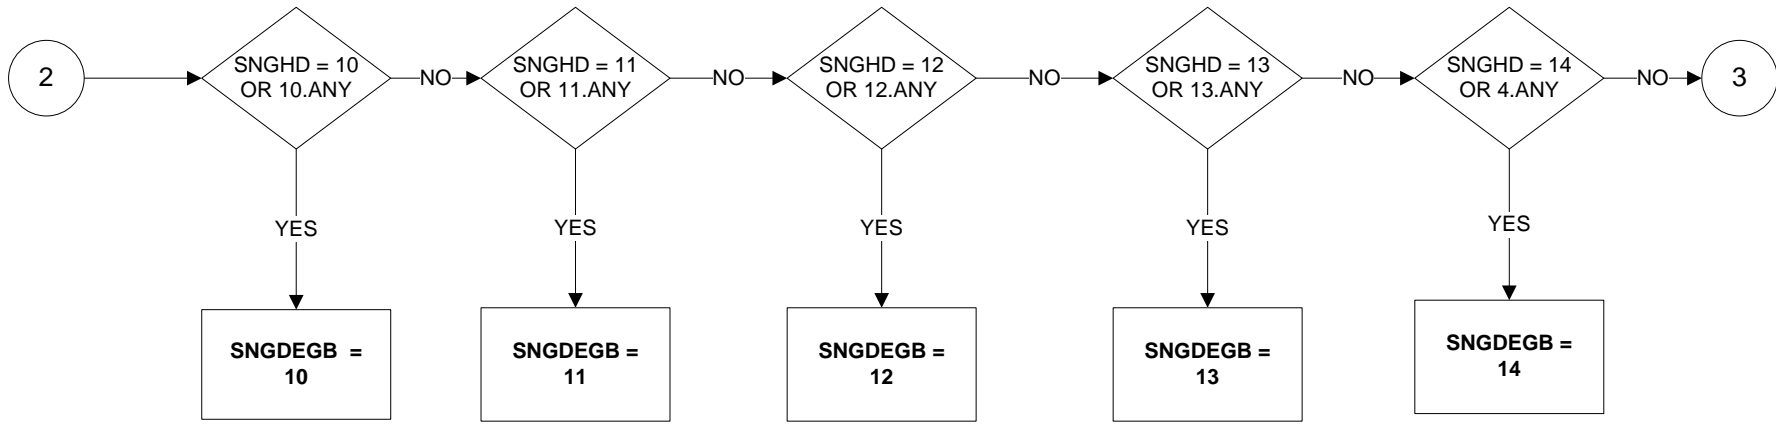 2
SNGHD = 10
OR 10.ANY
NO
SNGHD = 11
OR 11.ANY
NO
SNGHD = 12
OR 12.ANY
NO
SNGHD = 13
OR 13.ANY
NO
SNGHD = 14
OR 4.ANY
NO
3
YES
YES
YES
YES
YES
SNGDEGB =
10
SNGDEGB =
11
SNGDEGB =
12
SNGDEGB =
13
SNGDEGB =
14